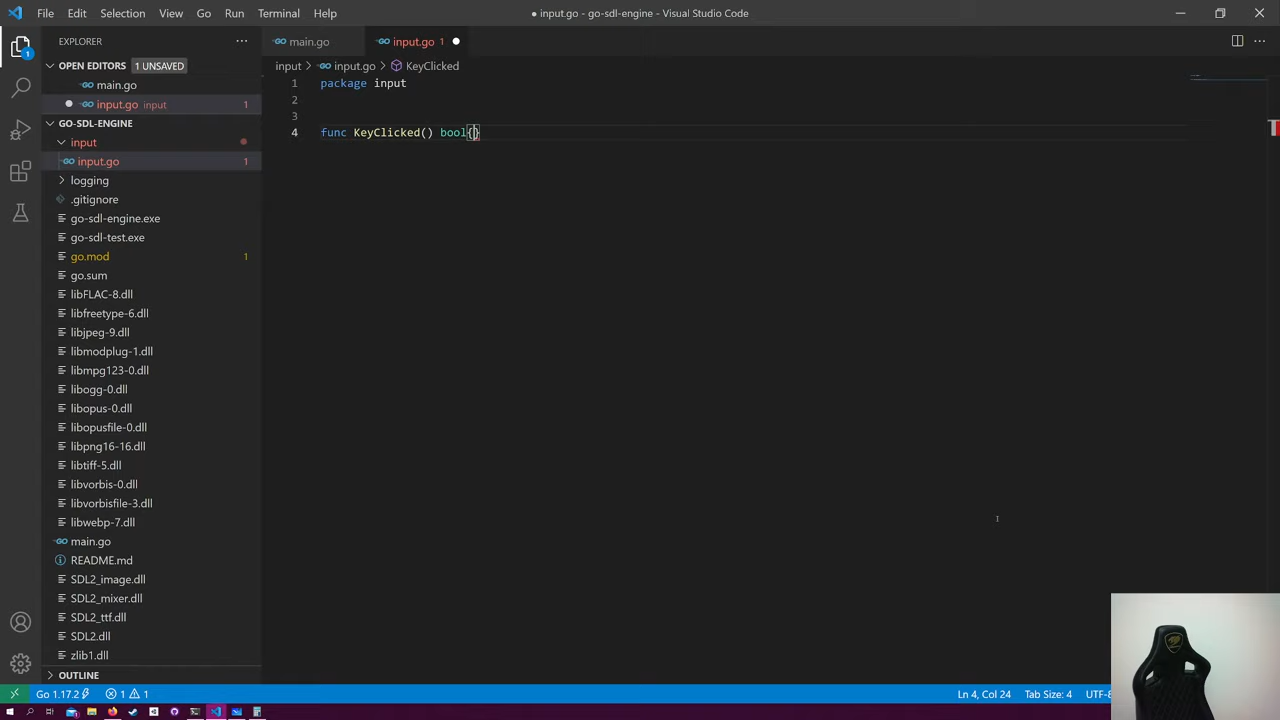 File Edit Selection View Go Run Terminal Help
● input.go - go-sdl-engine - Visual Studio Code
EXPLORER
main.go
input.go 1
OPEN EDITORS 1 UNSAVED
input > input.go > KeyClicked
main.go
input.go input 1
GO-SDL-ENGINE
input
input.go 1
logging
.gitignore
go-sdl-engine.exe
go-sdl-test.exe
go.mod 1
go.sum
libFLAC-8.dll
libfreetype-6.dll
libjpeg-9.dll
libmodplug-1.dll
libmpg123-0.dll
libogg-0.dll
libopus-0.dll
libopusfile-0.dll
libpng16-16.dll
libtiff-5.dll
libvorbis-0.dll
libvorbisfile-3.dll
libwebp-7.dll
main.go
README.md
SDL2_image.dll
SDL2_mixer.dll
SDL2_ttf.dll
SDL2.dll
zlib1.dll
OUTLINE
1 package input
2
3
4 func KeyClicked() bool{}
1
Go 1.17.2 1 1
Ln 4, Col 24 Tab Size: 4 UTF-8